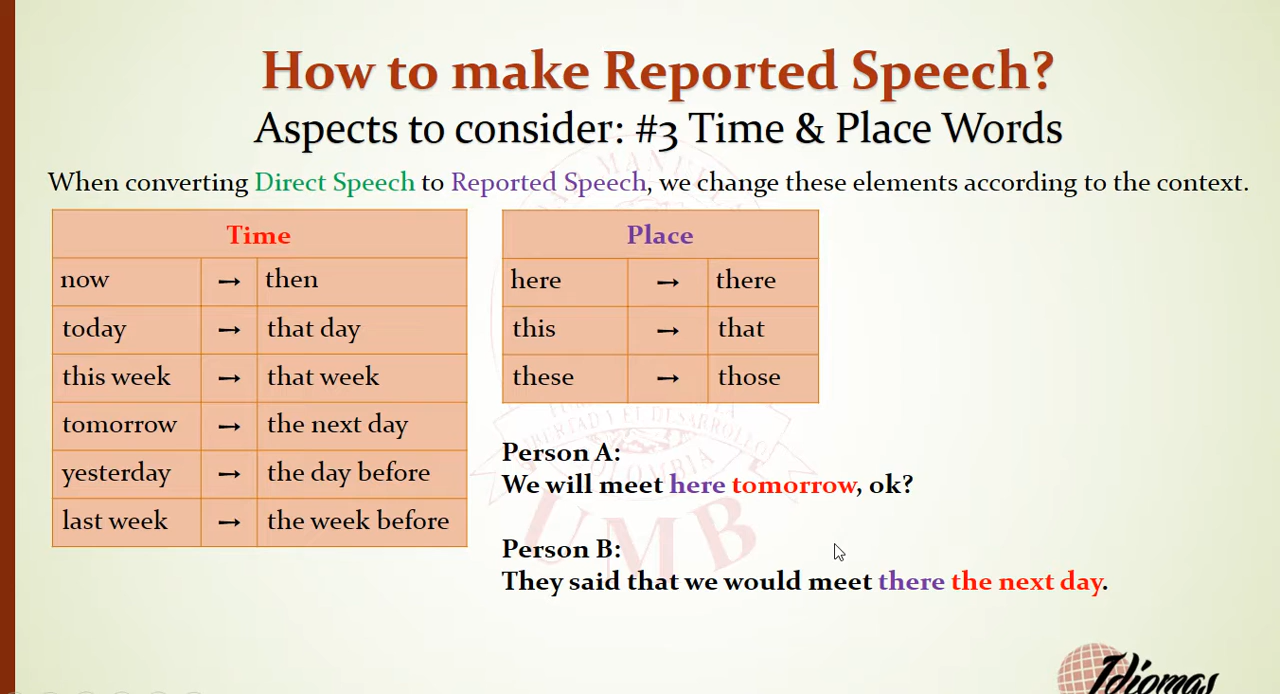 How to make Reported Speech?
Aspects to consider: #3 Time & Place Words
When converting Direct Speech to Reported Speech, we change these elements according to the context.
Time
now → then
today → that day
this week → that week
tomorrow → the next day
yesterday → the day before
last week → the week before
Place
here → there
this → that
these → those
Person A:
We will meet here tomorrow, ok?
Person B:
They said that we would meet there the next day.
UMB
Idiomas